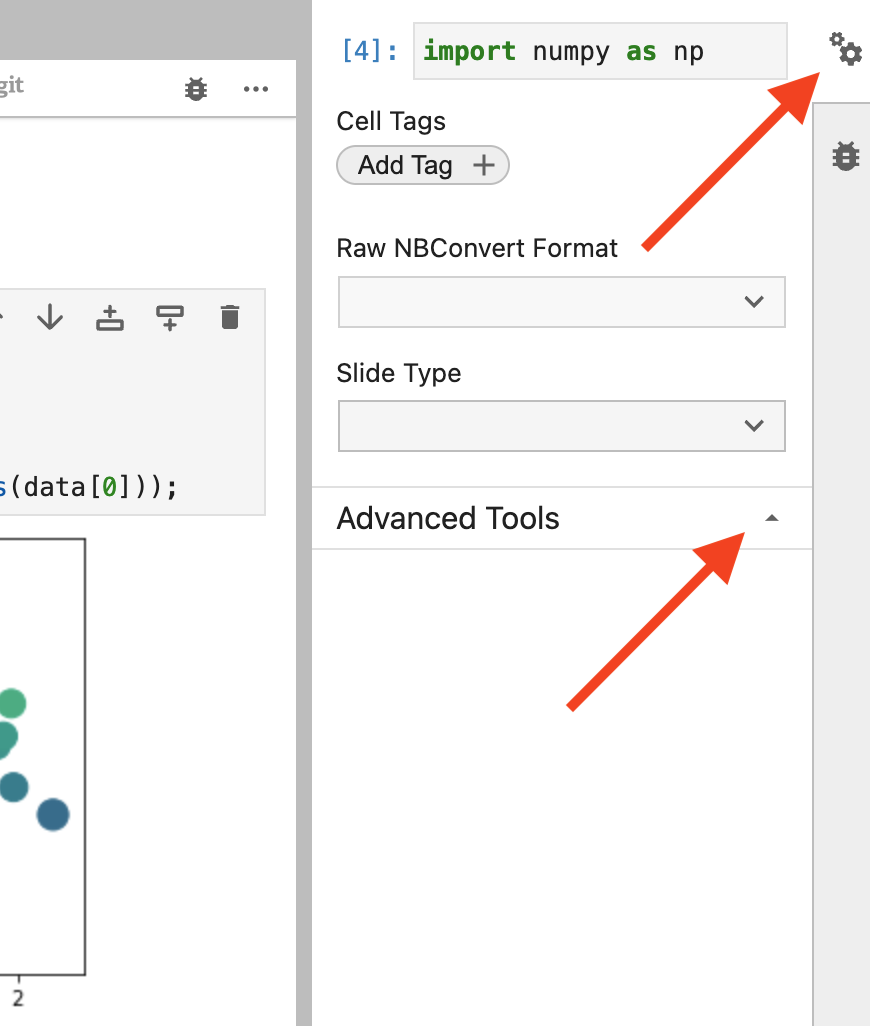 git
[4]: import numpy as np
Cell Tags
Add Tag +
Raw NBConvert Format
Slide Type
s(data[0]));
Advanced Tools
2